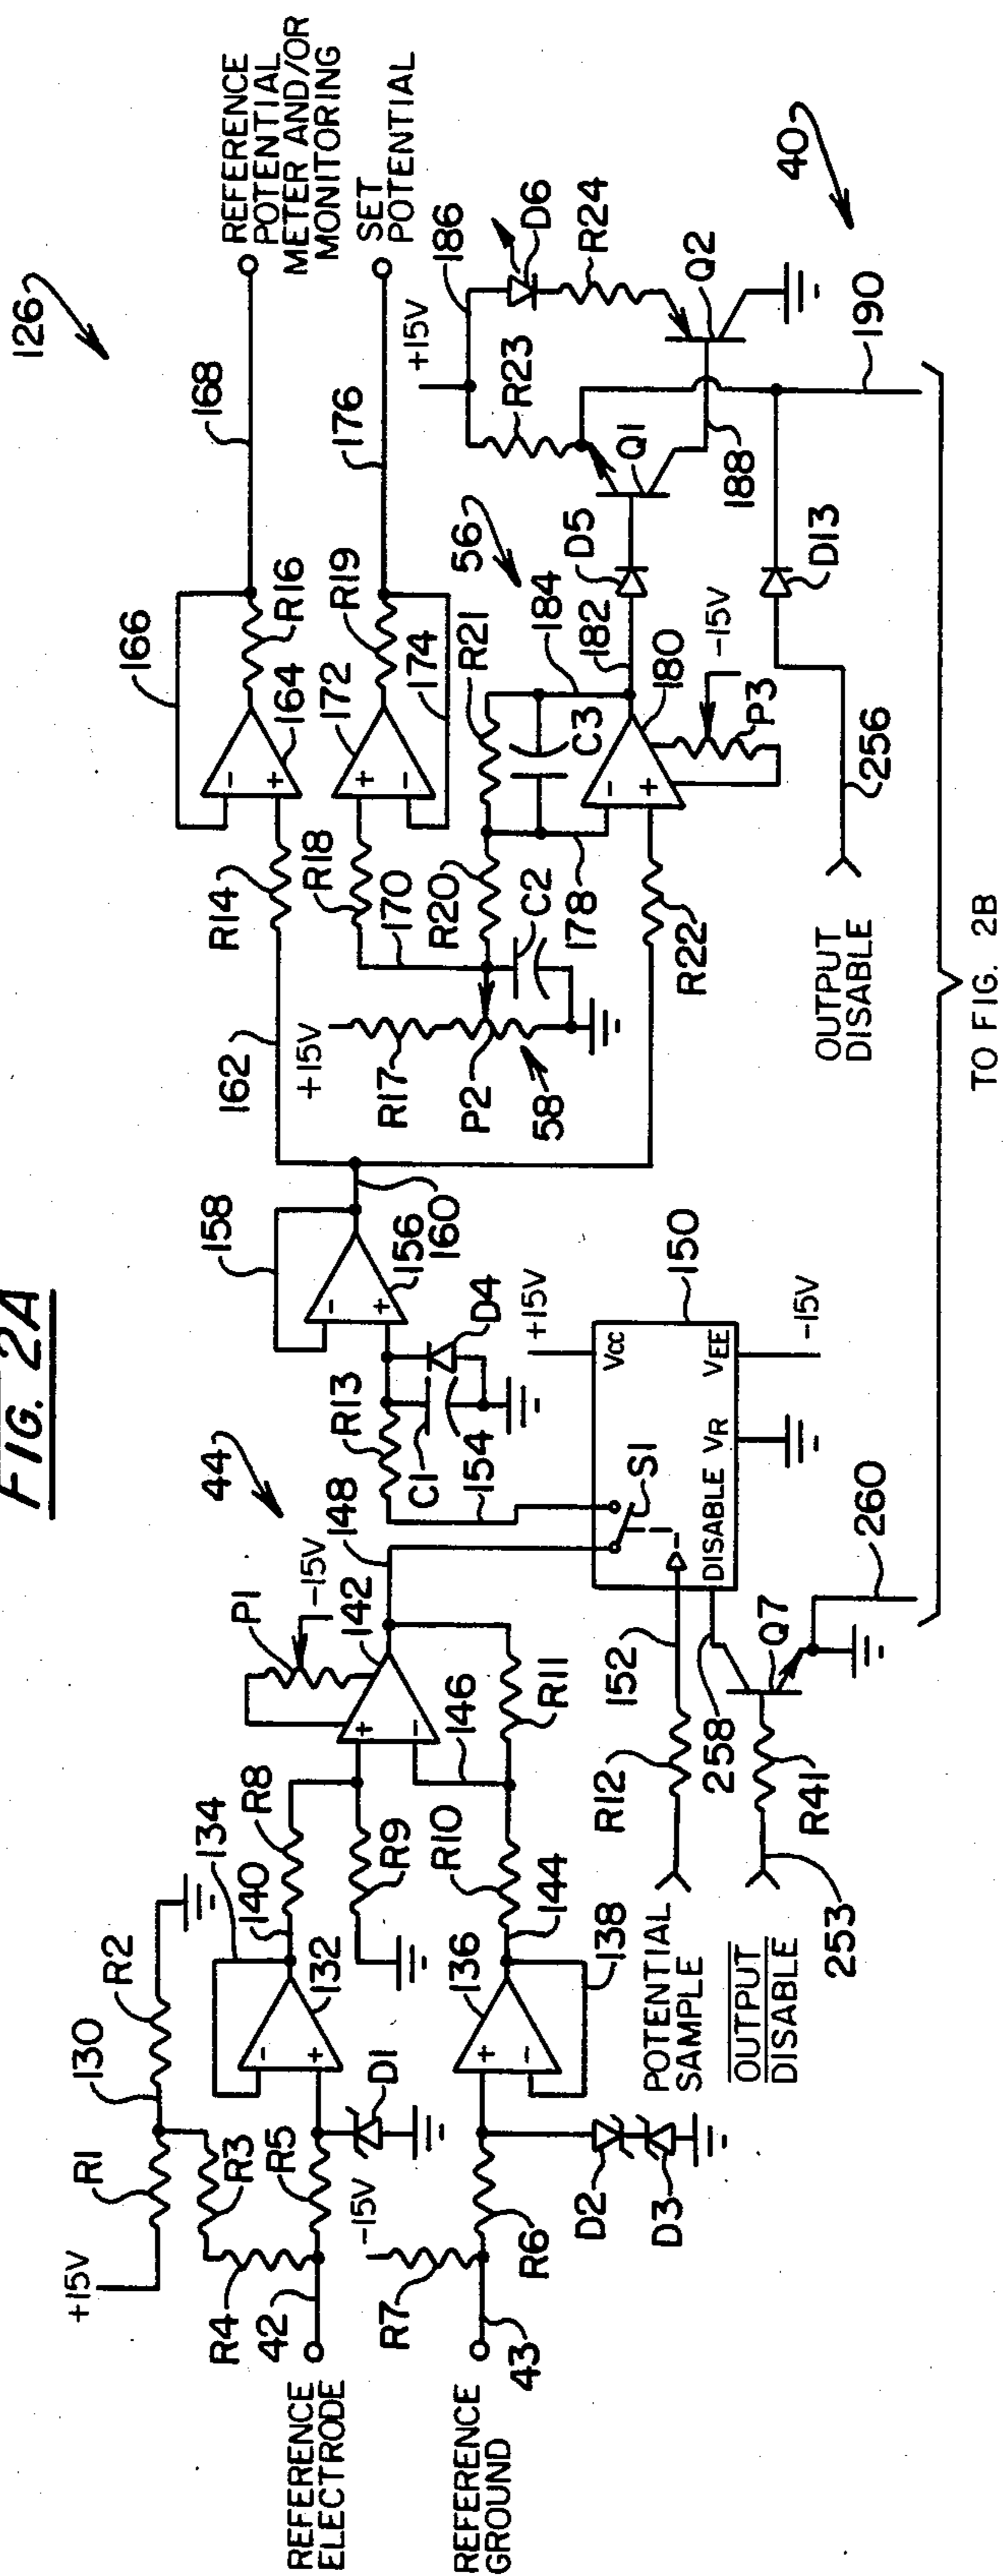 FIG. 2A
126
+15V
R1
130
R2
R3
R4
42
REFERENCE
ELECTRODE
R5
D1
134
140
132
R8
R9
-15V
R7
43
REFERENCE
GROUND
R6
D2
D3
136
138
144
R10
146
R11
P1
-15V
142
148
44
R13
C1
154
D4
158
156
160
162
+15V
R17
P2
58
R14
166
164
R16
168
REFERENCE
POTENTIAL
METER AND/OR
MONITORING
R18
170
172
174
R19
176
SET
POTENTIAL
R20
C2
178
R22
R21
C3
184
182
180
P3
-15V
56
D5
+15V
186
R23
D6
R24
Q1
Q2
188
190
D13
256
OUTPUT
DISABLE
40
+15V
150
VCC
S1
DISABLE VR VEE
-15V
POTENTIAL
SAMPLE
R12
152
258
OUTPUT
DISABLE
253
R41
Q7
260
TO FIG. 2B